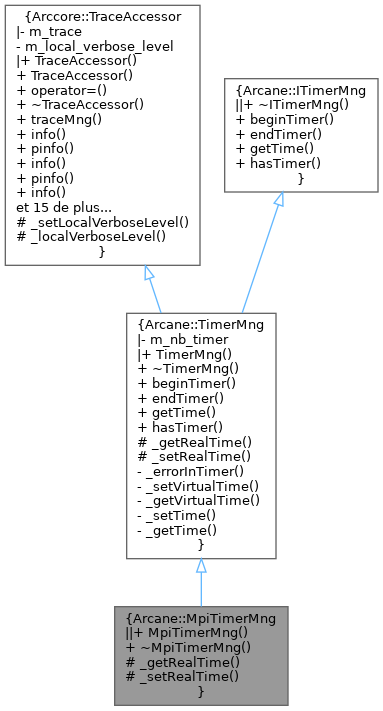 {Arccore::TraceAccessor
|- m_trace
- m_local_verbose_level
|+ TraceAccessor()
+ TraceAccessor()
+ operator=()
+ ~TraceAccessor()
+ traceMng()
+ info()
+ pinfo()
+ info()
+ pinfo()
+ info()
et 15 de plus...
# _setLocalVerboseLevel()
# _localVerboseLevel()
}
{Arcane::ITimerMng
||+ ~ITimerMng()
+ beginTimer()
+ endTimer()
+ getTime()
+ hasTimer()
}
{Arcane::TimerMng
|- m_nb_timer
|+ TimerMng()
+ ~TimerMng()
+ beginTimer()
+ endTimer()
+ getTime()
+ hasTimer()
# _getRealTime()
# _setRealTime()
- _errorInTimer()
- _setVirtualTime()
- _getVirtualTime()
- _setTime()
- _getTime()
}
{Arcane::MpiTimerMng
||+ MpiTimerMng()
+ ~MpiTimerMng()
# _getRealTime()
# _setRealTime()
}